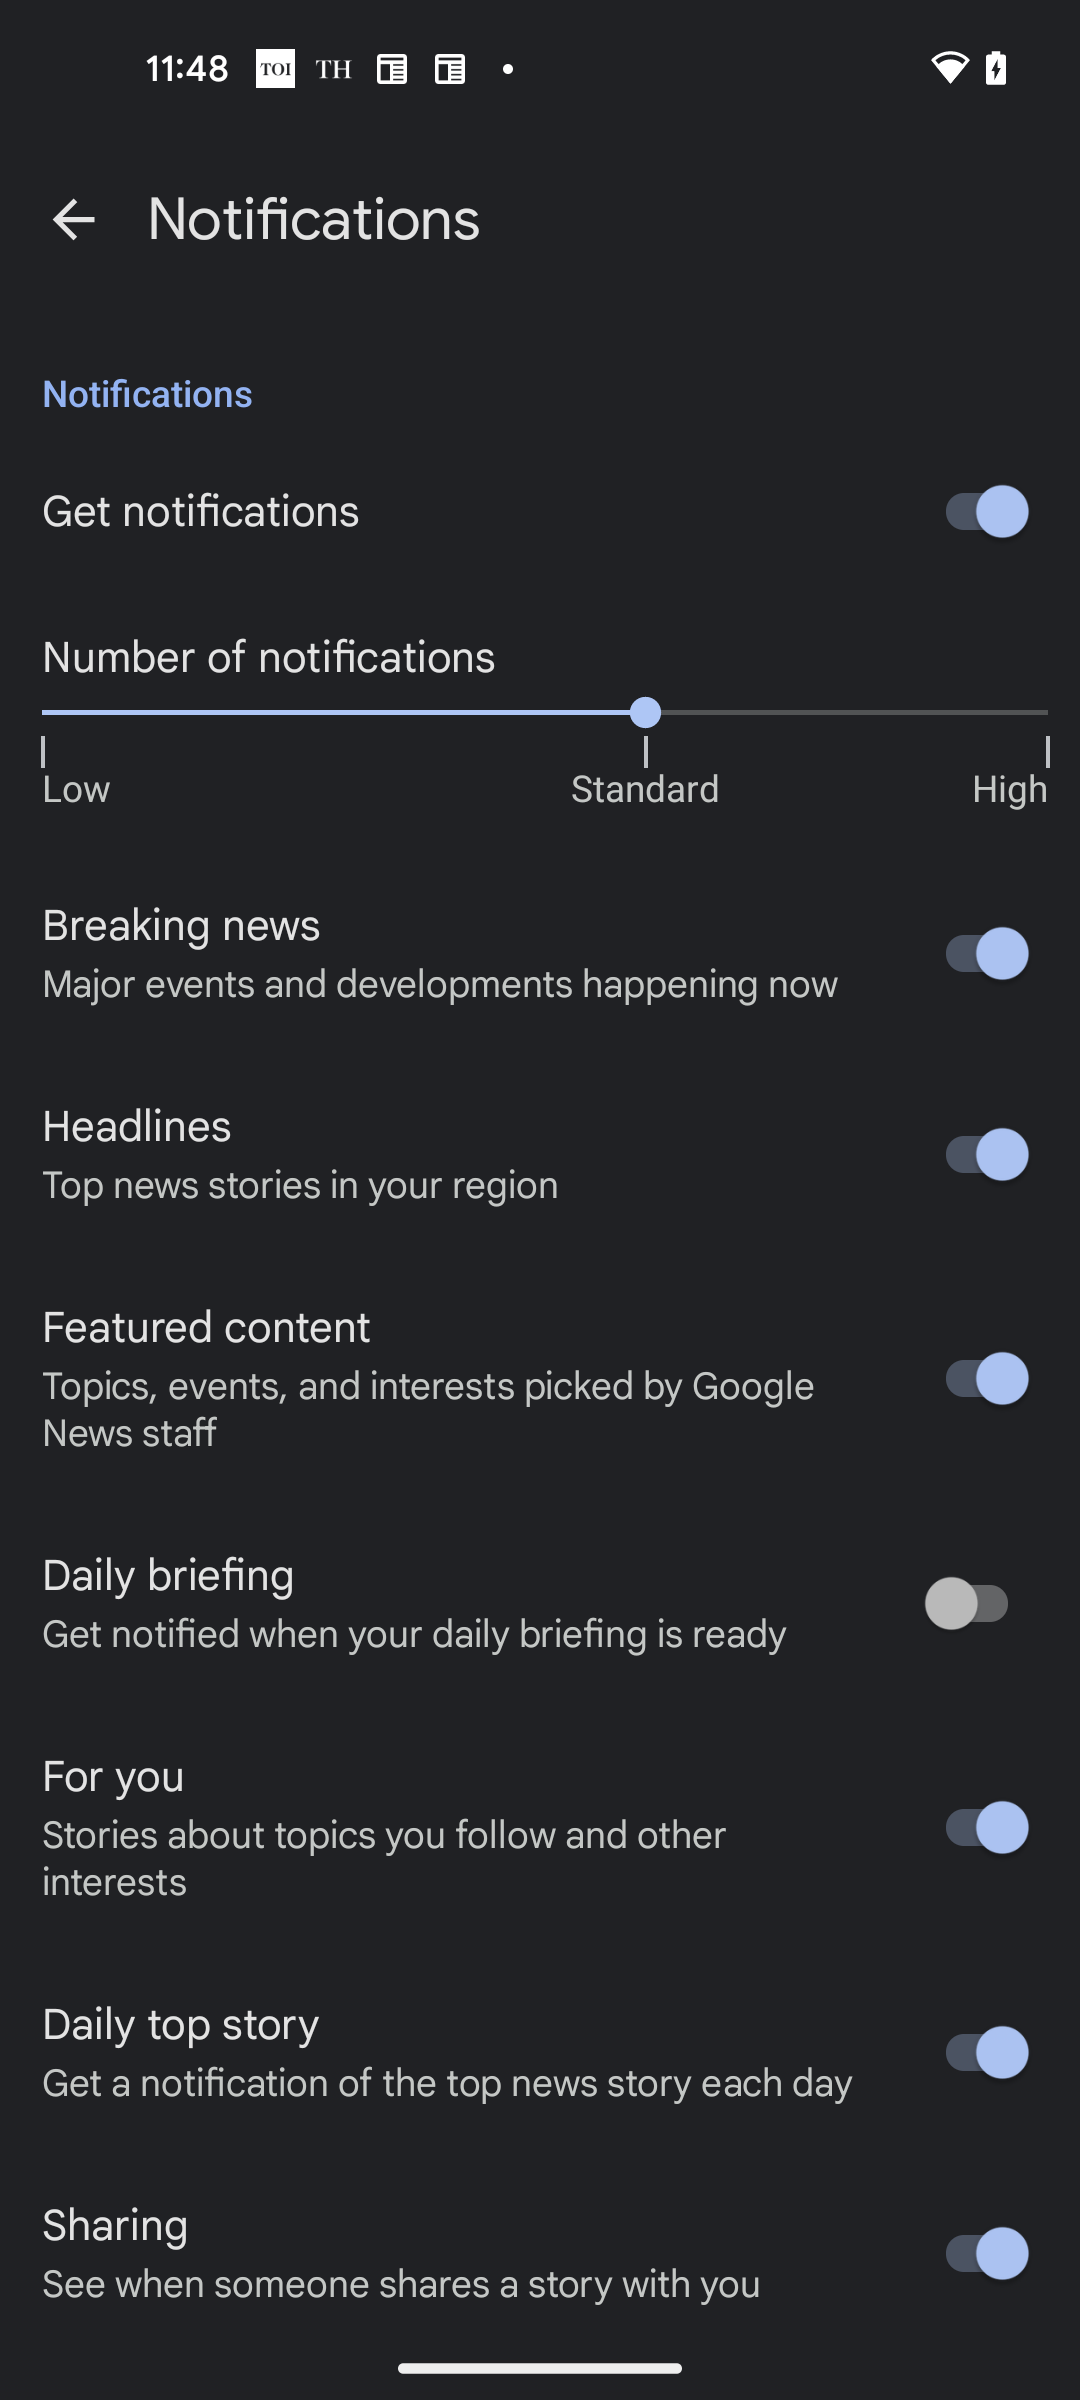 11:48 TOI TH
Notifications
Notifications
Get notifications
Number of notifications
Low Standard High
Breaking news
Major events and developments happening now
Headlines
Top news stories in your region
Featured content
Topics, events, and interests picked by Google
News staff
Daily briefing
Get notified when your daily briefing is ready
For you
Stories about topics you follow and other
interests
Daily top story
Get a notification of the top news story each day
Sharing
See when someone shares a story with you